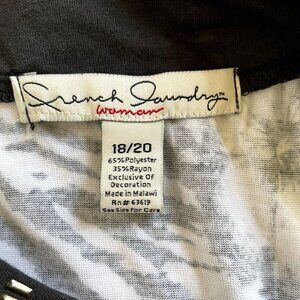 French Laundry™
woman
18/20
65%Polyester
35%Rayon
Exclusive Of
Decoration
Made in Malawi
Rn# 63619
See Side For Care